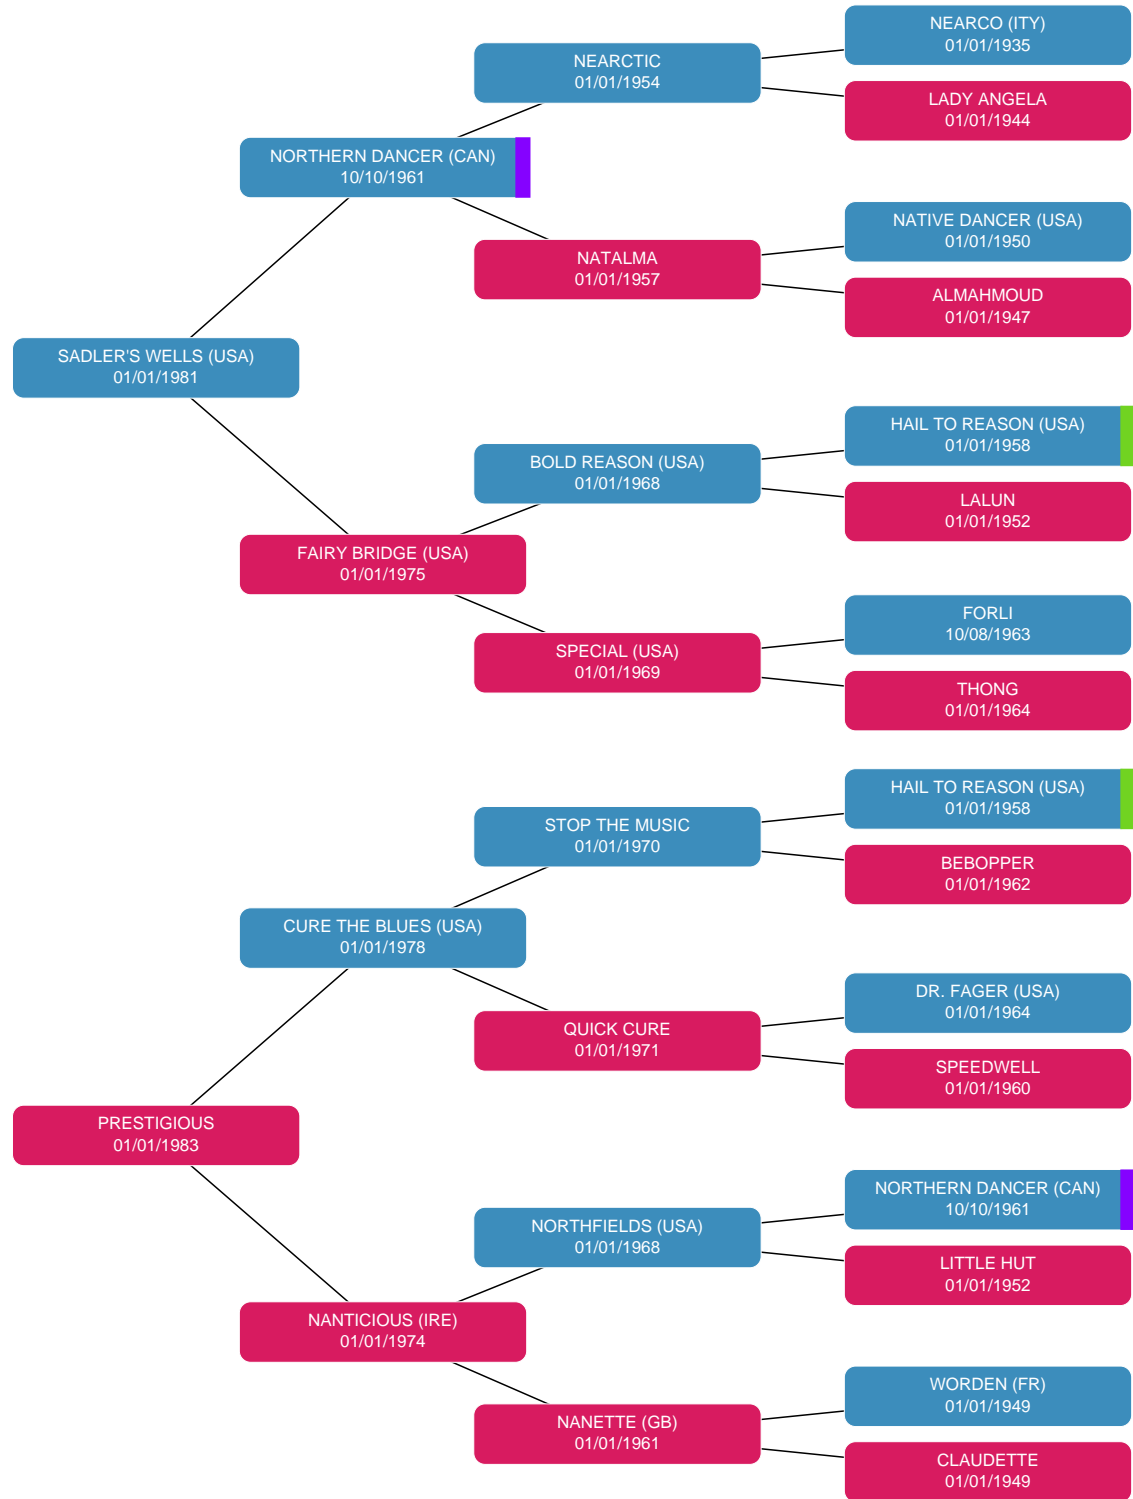 NEARCO (ITY)
01/01/1935
NEARCTIC
01/01/1954
LADY ANGELA
01/01/1944
NORTHERN DANCER (CAN)
10/10/1961
NATIVE DANCER (USA)
01/01/1950
NATALMA
01/01/1957
ALMAHMOUD
01/01/1947
SADLER'S WELLS (USA)
01/01/1981
HAIL TO REASON (USA)
01/01/1958
BOLD REASON (USA)
01/01/1968
LALUN
01/01/1952
FAIRY BRIDGE (USA)
01/01/1975
FORLI
10/08/1963
SPECIAL (USA)
01/01/1969
THONG
01/01/1964
HAIL TO REASON (USA)
01/01/1958
STOP THE MUSIC
01/01/1970
BEBOPPER
01/01/1962
CURE THE BLUES (USA)
01/01/1978
DR. FAGER (USA)
01/01/1964
QUICK CURE
01/01/1971
SPEEDWELL
01/01/1960
PRESTIGIOUS
01/01/1983
NORTHERN DANCER (CAN)
10/10/1961
NORTHFIELDS (USA)
01/01/1968
LITTLE HUT
01/01/1952
NANTICIOUS (IRE)
01/01/1974
WORDEN (FR)
01/01/1949
NANETTE (GB)
01/01/1961
CLAUDETTE
01/01/1949